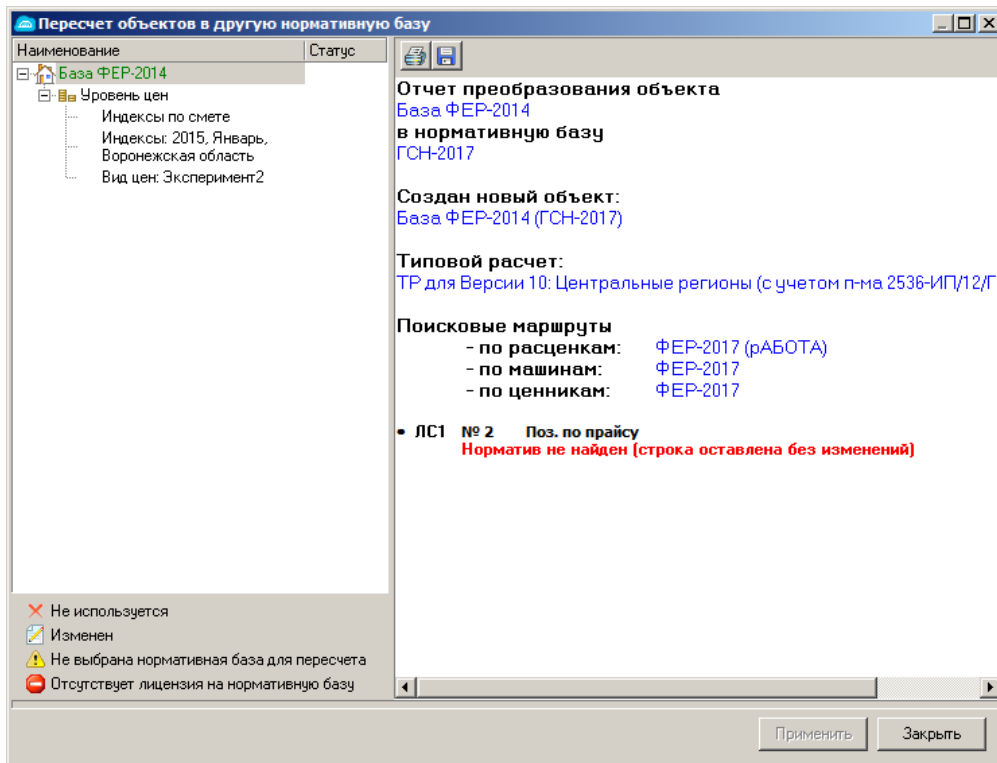 Пересчет объектов в другую нормативную базу
Наименование Статус
База ФЕР-2014
Уровень цен
Индексы по смете
Индексы: 2015, Январь,
Воронежская область
Вид цен: Эксперимент2
Не используется
Изменен
Не выбрана нормативная база для пересчета
Отсутствует лицензия на нормативную базу
Отчет преобразования объекта
База ФЕР-2014
в нормативную базу
ГСН-2017
Создан новый объект:
База ФЕР-2014 (ГСН-2017)
Типовой расчет:
ТР для Версии 10: Центральные регионы (с учетом п-ма 2536-ИП/12/Г
Поисковые маршруты
- по расценкам: ФЕР-2017 (рАБОТА)
- по машинам: ФЕР-2017
- по ценникам: ФЕР-2017
• ЛС1 № 2 Поз. по прайсу
Норматив не найден (строка оставлена без изменений)
Применить Закрыть